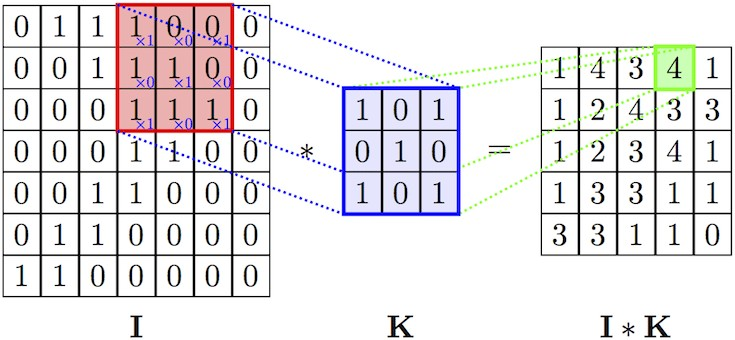 0 1 1 1×1 0×0 0×1 0
0 0 1 1×0 1×1 0×0 0
0 0 0 1×1 1×0 1×1 0
0 0 0 1 1 0 0
0 0 1 1 0 0 0
0 1 1 0 0 0 0
1 1 0 0 0 0 0
I
*
1 0 1
0 1 0
1 0 1
K
=
1 4 3 4 1
1 2 4 3 3
1 2 3 4 1
1 3 3 1 1
3 3 1 1 0
I * K